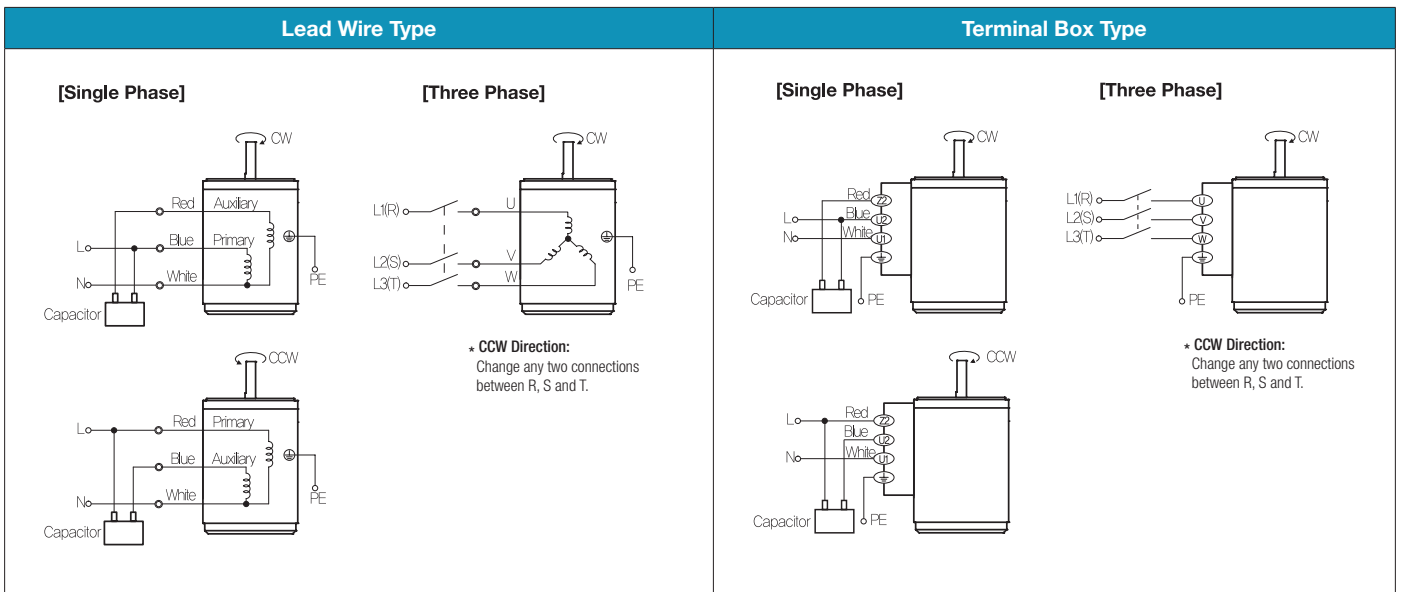 Lead Wire Type
[Single Phase]
CW
Red Auxiliary
L Blue Primary
N White
PE
Capacitor
CCW
Red Primary
L
Blue Auxiliary
N White
PE
Capacitor
[Three Phase]
CW
L1(R) U
L2(S) V
L3(T) W
PE
* CCW Direction:
Change any two connections
between R, S and T.
Terminal Box Type
[Single Phase]
CW
Red Z2
L Blue U2
N White U1
Capacitor PE
CCW
L Red Z2
Blue U2
N White U1
Capacitor PE
[Three Phase]
CW
L1(R) U
L2(S) V
L3(T) W
PE
* CCW Direction:
Change any two connections
between R, S and T.